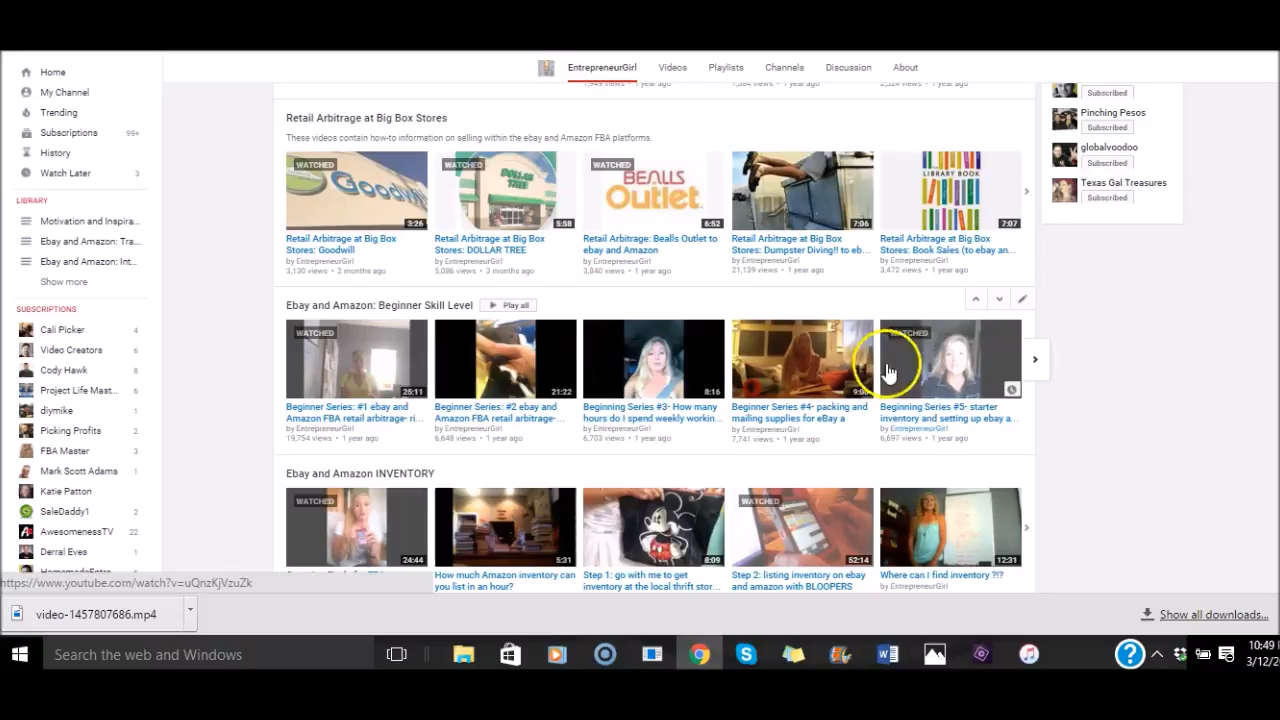 Home
My Channel
Trending
Subscriptions 99+
History
Watch Later 3
LIBRARY
Motivation and Inspira...
Ebay and Amazon: Tra...
Ebay and Amazon: Int...
Show more
SUBSCRIPTIONS
Cali Picker 4
Video Creators 6
Cody Hawk 6
Project Life Mast... 6
diymike 2
Picking Profits 2
FBA Master 3
Mark Scott Adams 1
Katie Patton 1
SaleDaddy1 2
AwesomenessTV 22
Derral Eves 1
EntrepreneurGirl Videos Playlists Channels Discussion About
Subscribed
Pinching Pesos
Subscribed
globalvoodoo
Subscribed
Texas Gal Treasures
Subscribed
Retail Arbitrage at Big Box Stores
These videos contain how-to information on selling within the ebay and Amazon FBA platforms.
WATCHED WATCHED WATCHED
Goodwill DOLLAR TREE BEALLS Outlet LIBRARY BOOK
3:26 5:58 6:52 7:06 7:07
Retail Arbitrage at Big Box Retail Arbitrage at Big Box Retail Arbitrage: Bealls Outlet to Retail Arbitrage at Big Box Retail Arbitrage at Big Box
Stores: Goodwill Stores: DOLLAR TREE ebay and Amazon Stores: Dumpster Diving!! to eb... Stores: Book Sales (to ebay an...
by EntrepreneurGirl by EntrepreneurGirl by EntrepreneurGirl by EntrepreneurGirl by EntrepreneurGirl
3,130 views • 2 months ago 5,086 views • 3 months ago 3,840 views • 1 year ago 21,139 views • 1 year ago 3,472 views • 1 year ago
Ebay and Amazon: Beginner Skill Level Play all
WATCHED WATCHED
25:11 21:22 8:16
Beginner Series: #1 ebay and Beginner Series: #2 ebay and Beginning Series #3- How many Beginner Series #4- packing and Beginning Series #5- starter
Amazon FBA retail arbitrage- ri... Amazon FBA retail arbitrage-... hours do I spend weekly workin... mailing supplies for eBay a inventory and setting up ebay a...
by EntrepreneurGirl by EntrepreneurGirl by EntrepreneurGirl by EntrepreneurGirl by EntrepreneurGirl
19,754 views • 1 year ago 6,648 views • 1 year ago 6,703 views • 1 year ago 7,741 views • 1 year ago 6,697 views • 1 year ago
Ebay and Amazon INVENTORY
WATCHED WATCHED
24:44 5:31 8:09 52:14 12:31
How much Amazon inventory can Step 1: go with me to get Step 2: listing inventory on ebay Where can I find inventory ?!?
you list in an hour? inventory at the local thrift stor... and amazon with BLOOPERS by EntrepreneurGirl
https://www.youtube.com/watch?v=uQnzKjVzuZk
video-1457807686.mp4 Show all downloads...
Search the web and Windows
10:49
3/12/2